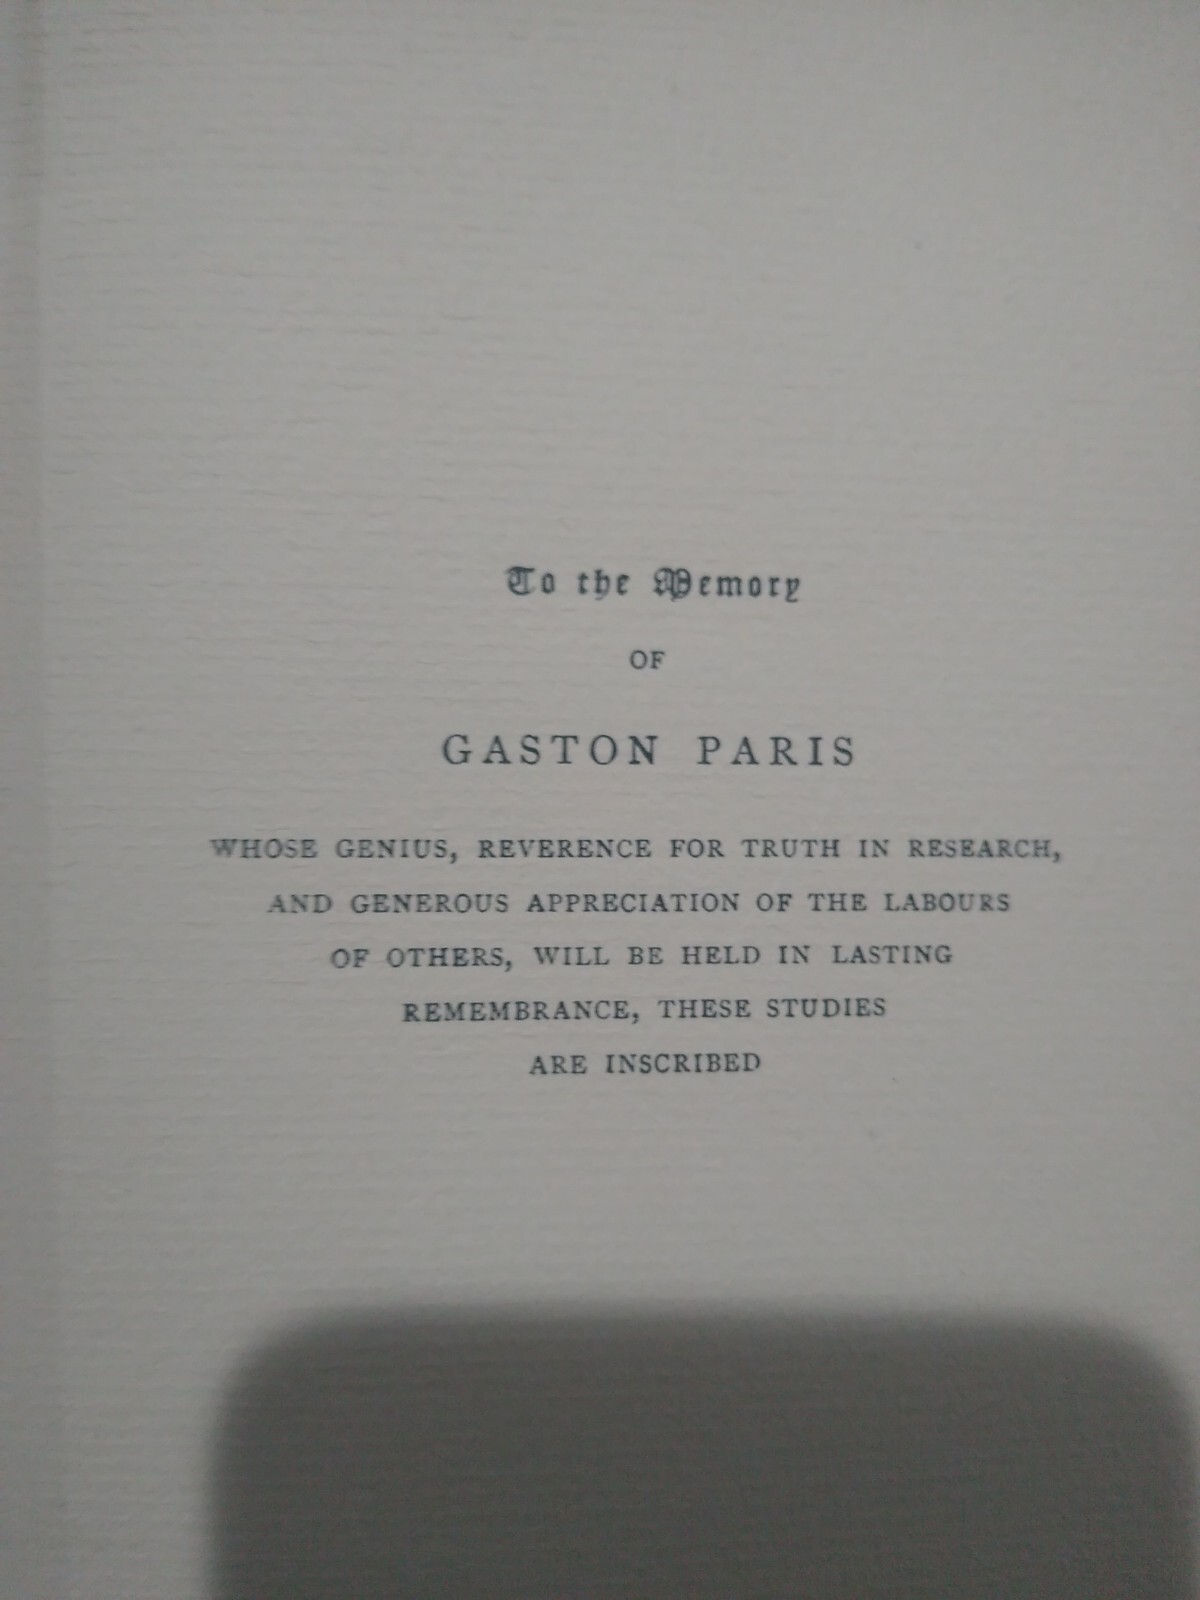 To the Memory
OF
GASTON PARIS
WHOSE GENIUS, REVERENCE FOR TRUTH IN RESEARCH,
AND GENEROUS APPRECIATION OF THE LABOURS
OF OTHERS, WILL BE HELD IN LASTING
REMEMBRANCE, THESE STUDIES
ARE INSCRIBED